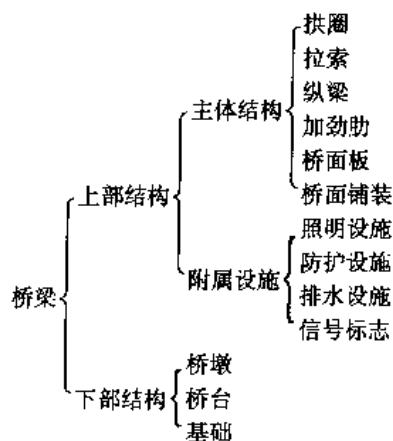 拱圈
拉索
纵梁
主体结构
加劲肋
桥面板
上部结构
桥面铺装
照明设施
防护设施
附属设施
排水设施
桥梁
信号标志
桥墩
下部结构
桥台
基础